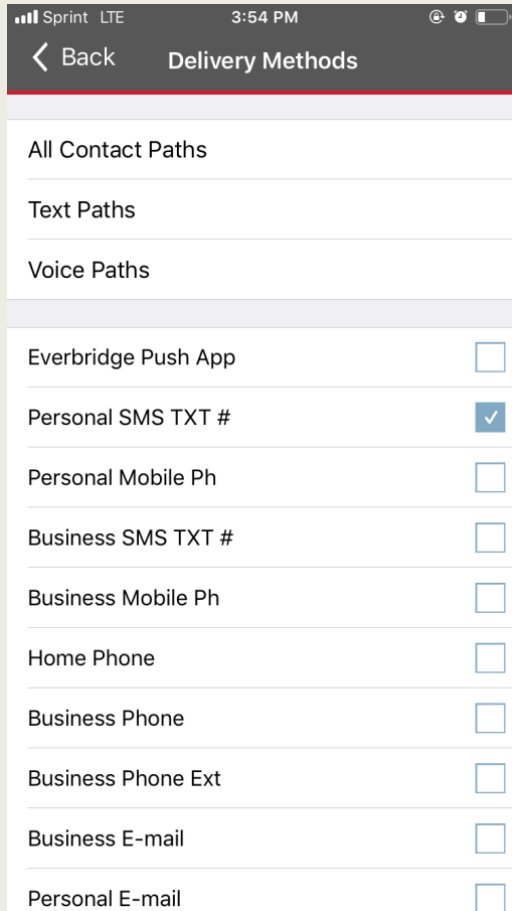 Sprint LTE 3:54 PM
Back Delivery Methods
All Contact Paths
Text Paths
Voice Paths
Everbridge Push App
Personal SMS TXT #
Personal Mobile Ph
Business SMS TXT #
Business Mobile Ph
Home Phone
Business Phone
Business Phone Ext
Business E-mail
Personal E-mail